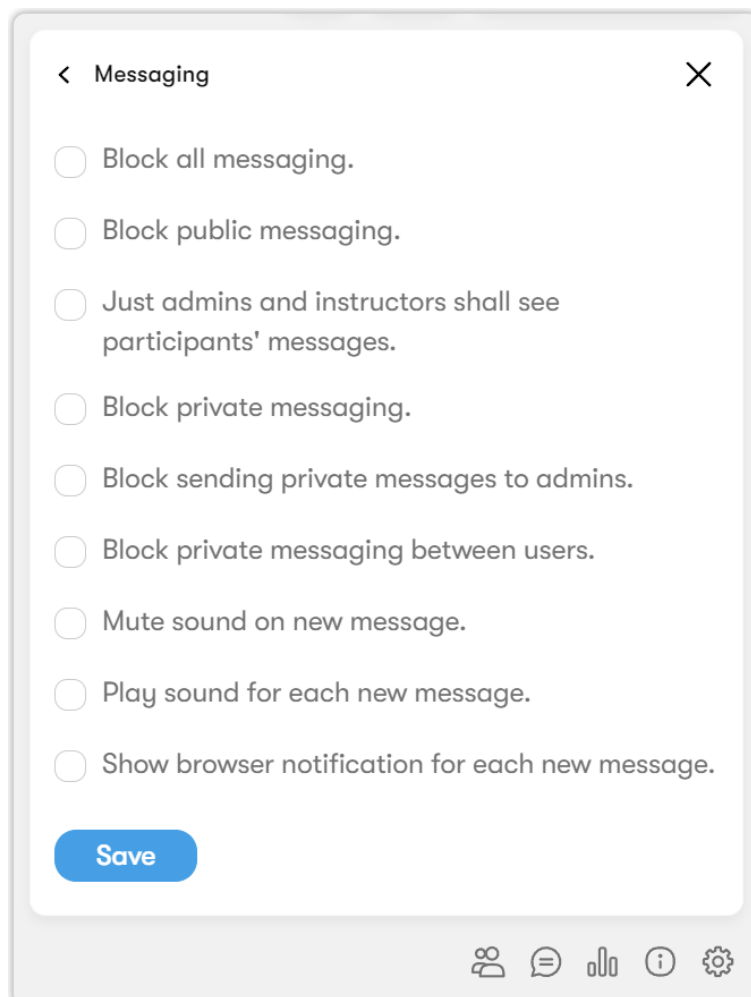 Messaging
Block all messaging.
Block public messaging.
Just admins and instructors shall see
participants' messages.
Block private messaging.
Block sending private messages to admins.
Block private messaging between users.
Mute sound on new message.
Play sound for each new message.
Show browser notification for each new message.
Save